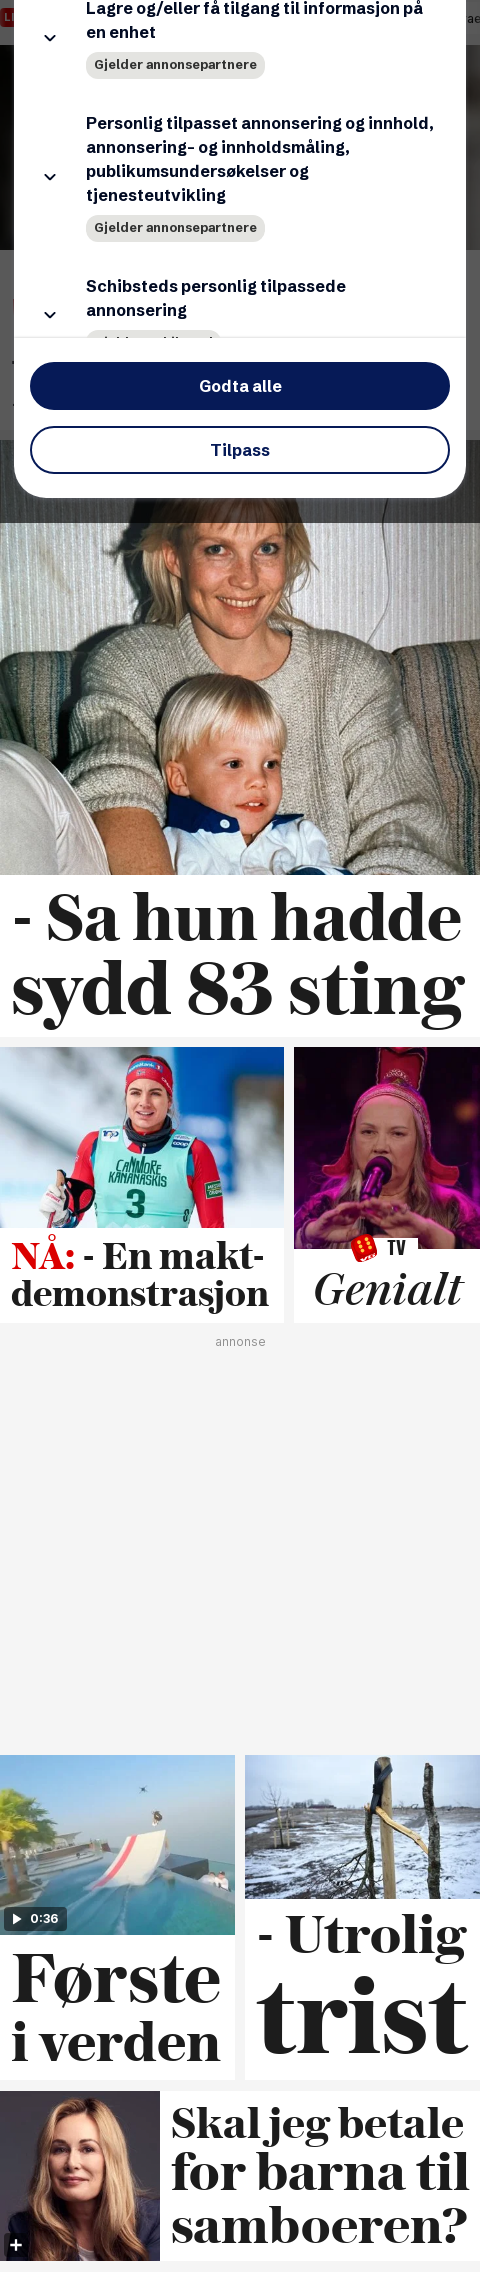 Lagre og/eller få tilgang til informasjon på
en enhet
Gjelder annonsepartnere
Personlig tilpasset annonsering og innhold,
annonsering- og innholdsmåling,
publikumsundersøkelser og
tjenesteutvikling
Gjelder annonsepartnere
Schibsteds personlig tilpassede
annonsering
Godta alle
Tilpass
- Sa hun hadde
sydd 83 sting
CANMORE
KANANASKIS
3
coop
NÅ: - En makt-
demonstrasjon
TV
Genialt
annonse
0:36
Første
i verden
- Utrolig
trist
Skal jeg betale
for barna til
samboeren?